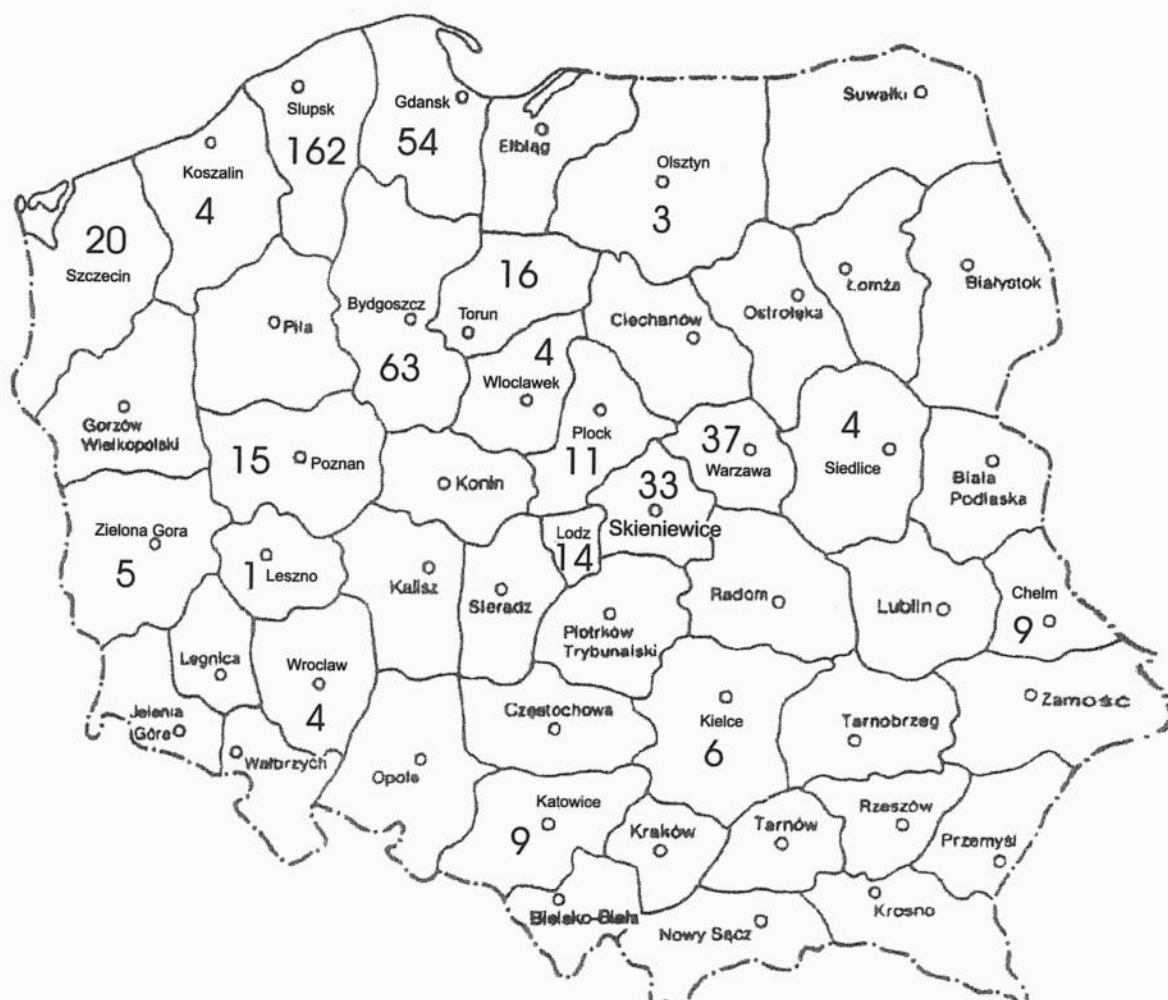 Suwałki
Slupsk
162
Gdansk
54
Elbląg
Koszalin
4
Olsztyn
3
20
Szczecin
16
Torun
Bydgoszcz
63
Piła
Ciechanów
Ostrołęka
Łomża
Białystok
4
Wloclawek
Gorzów
Wielkopolski
15
Poznan
Konin
Plock
11
37
Warzawa
4
Siedlice
Biała
Podlaska
33
Skieniewice
Zielona Gora
5
1
Leszno
Kalisz
Lodz
14
Sieradz
Piotrków
Trybunalski
Radom
Lublin
Chelm
9
Legnica
Wroclaw
4
Jelenia
Góra
Wałbrzych
Opole
Częstochowa
Kielce
6
Tarnobrzeg
Zamość
Katowice
9
Kraków
Tarnów
Rzeszów
Przemyśl
Bielsko-Biała
Nowy Sącz
Krosno